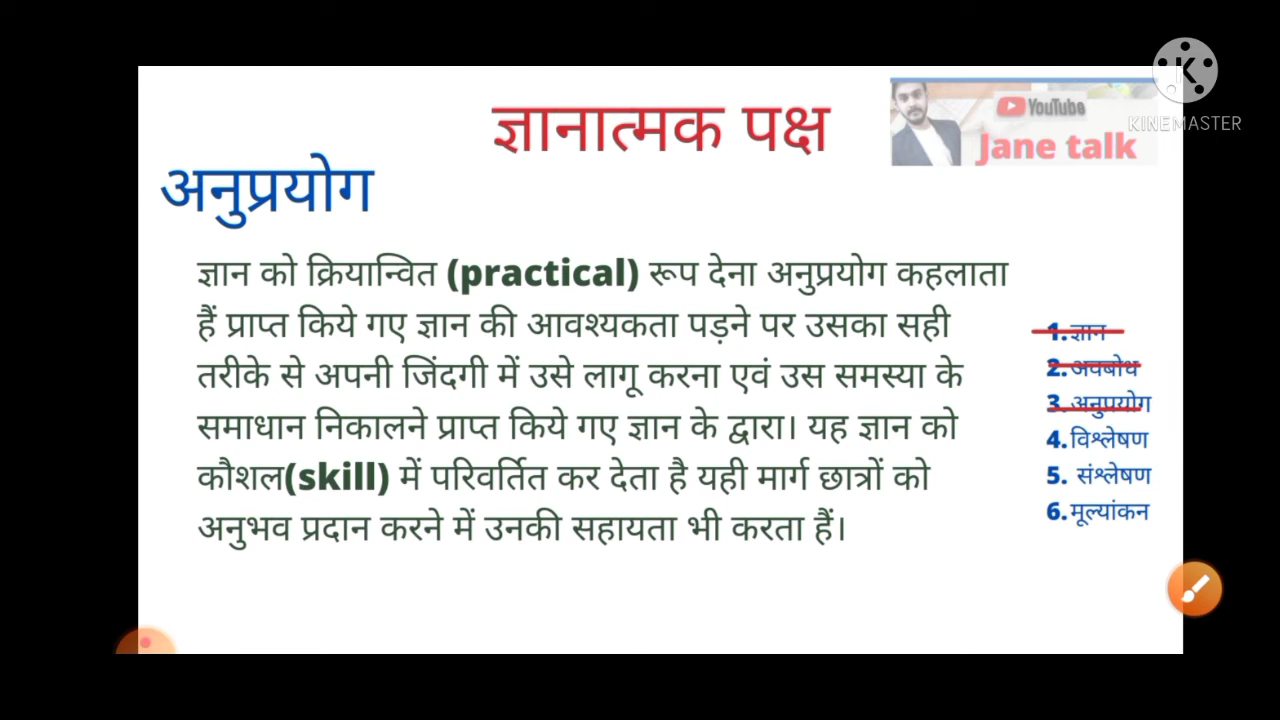 ज्ञानात्मक पक्ष
YouTube
Jane talk
KINEMASTER
अनुप्रयोग
ज्ञान को क्रियान्वित (practical) रूप देना अनुप्रयोग कहलाता
हैं प्राप्त किये गए ज्ञान की आवश्यकता पड़ने पर उसका सही
तरीके से अपनी जिंदगी में उसे लागू करना एवं उस समस्या के
समाधान निकालने प्राप्त किये गए ज्ञान के द्वारा। यह ज्ञान को
कौशल(skill) में परिवर्तित कर देता है यही मार्ग छात्रों को
अनुभव प्रदान करने में उनकी सहायता भी करता हैं।
1. ज्ञान
2. अवबोध
3. अनुप्रयोग
4. विश्लेषण
5. संश्लेषण
6. मूल्यांकन